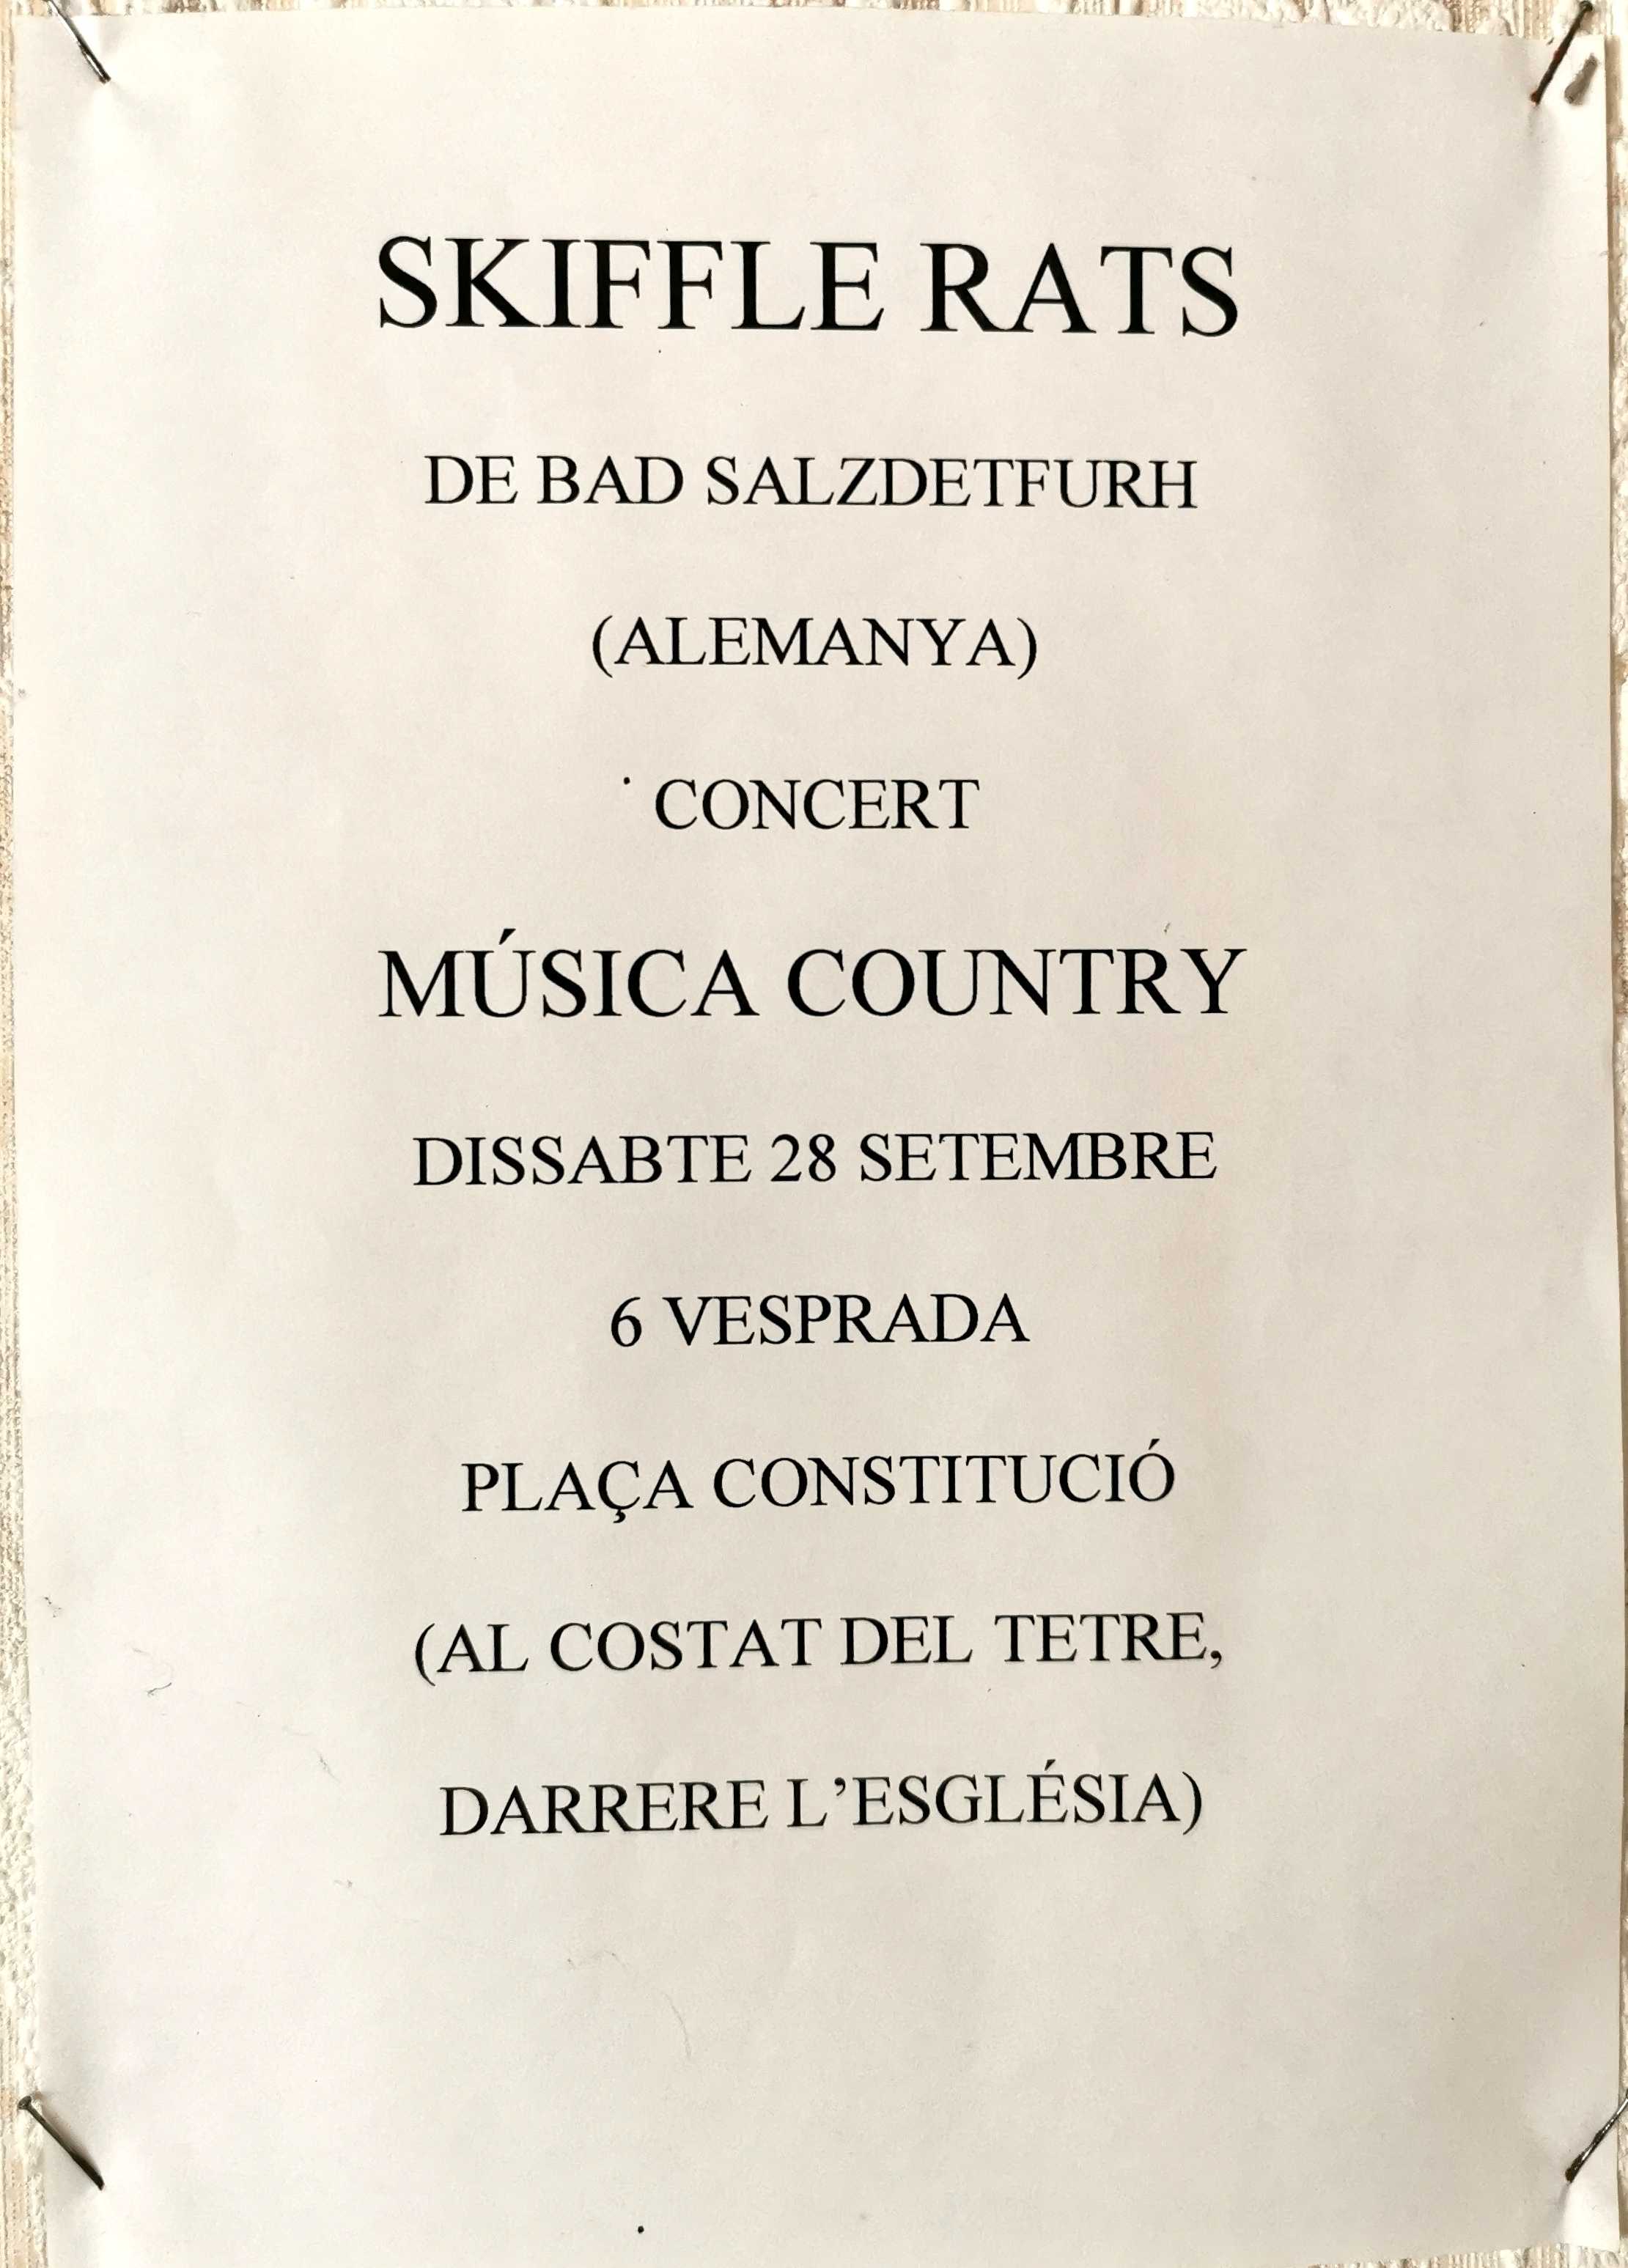 SKIFFLE RATS
DE BAD SALZDETFURH
(ALEMANYA)
CONCERT
MÚSICA COUNTRY
DISSABTE 28 SETEMBRE
6 VESPRADA
PLAÇA CONSTITUCIÓ
(AL COSTAT DEL TETRE,
DARRERE L’ESGLÉSIA)